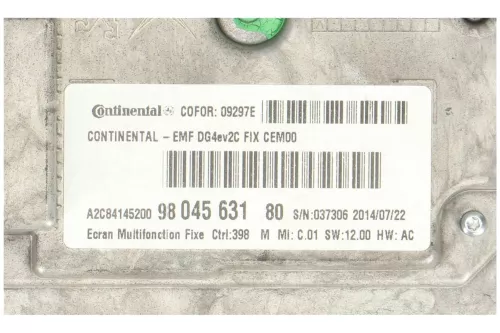 Continental COFOR: 09297E
CONTINENTAL - EMF DG4ev2C FIX CEM00
A2C84145200 98 045 631 80 S/N:037306 2014/07/22
Ecran Multifonction Fixe Ctrl:398 M Mi: C.01 SW:12.00 HW: AC